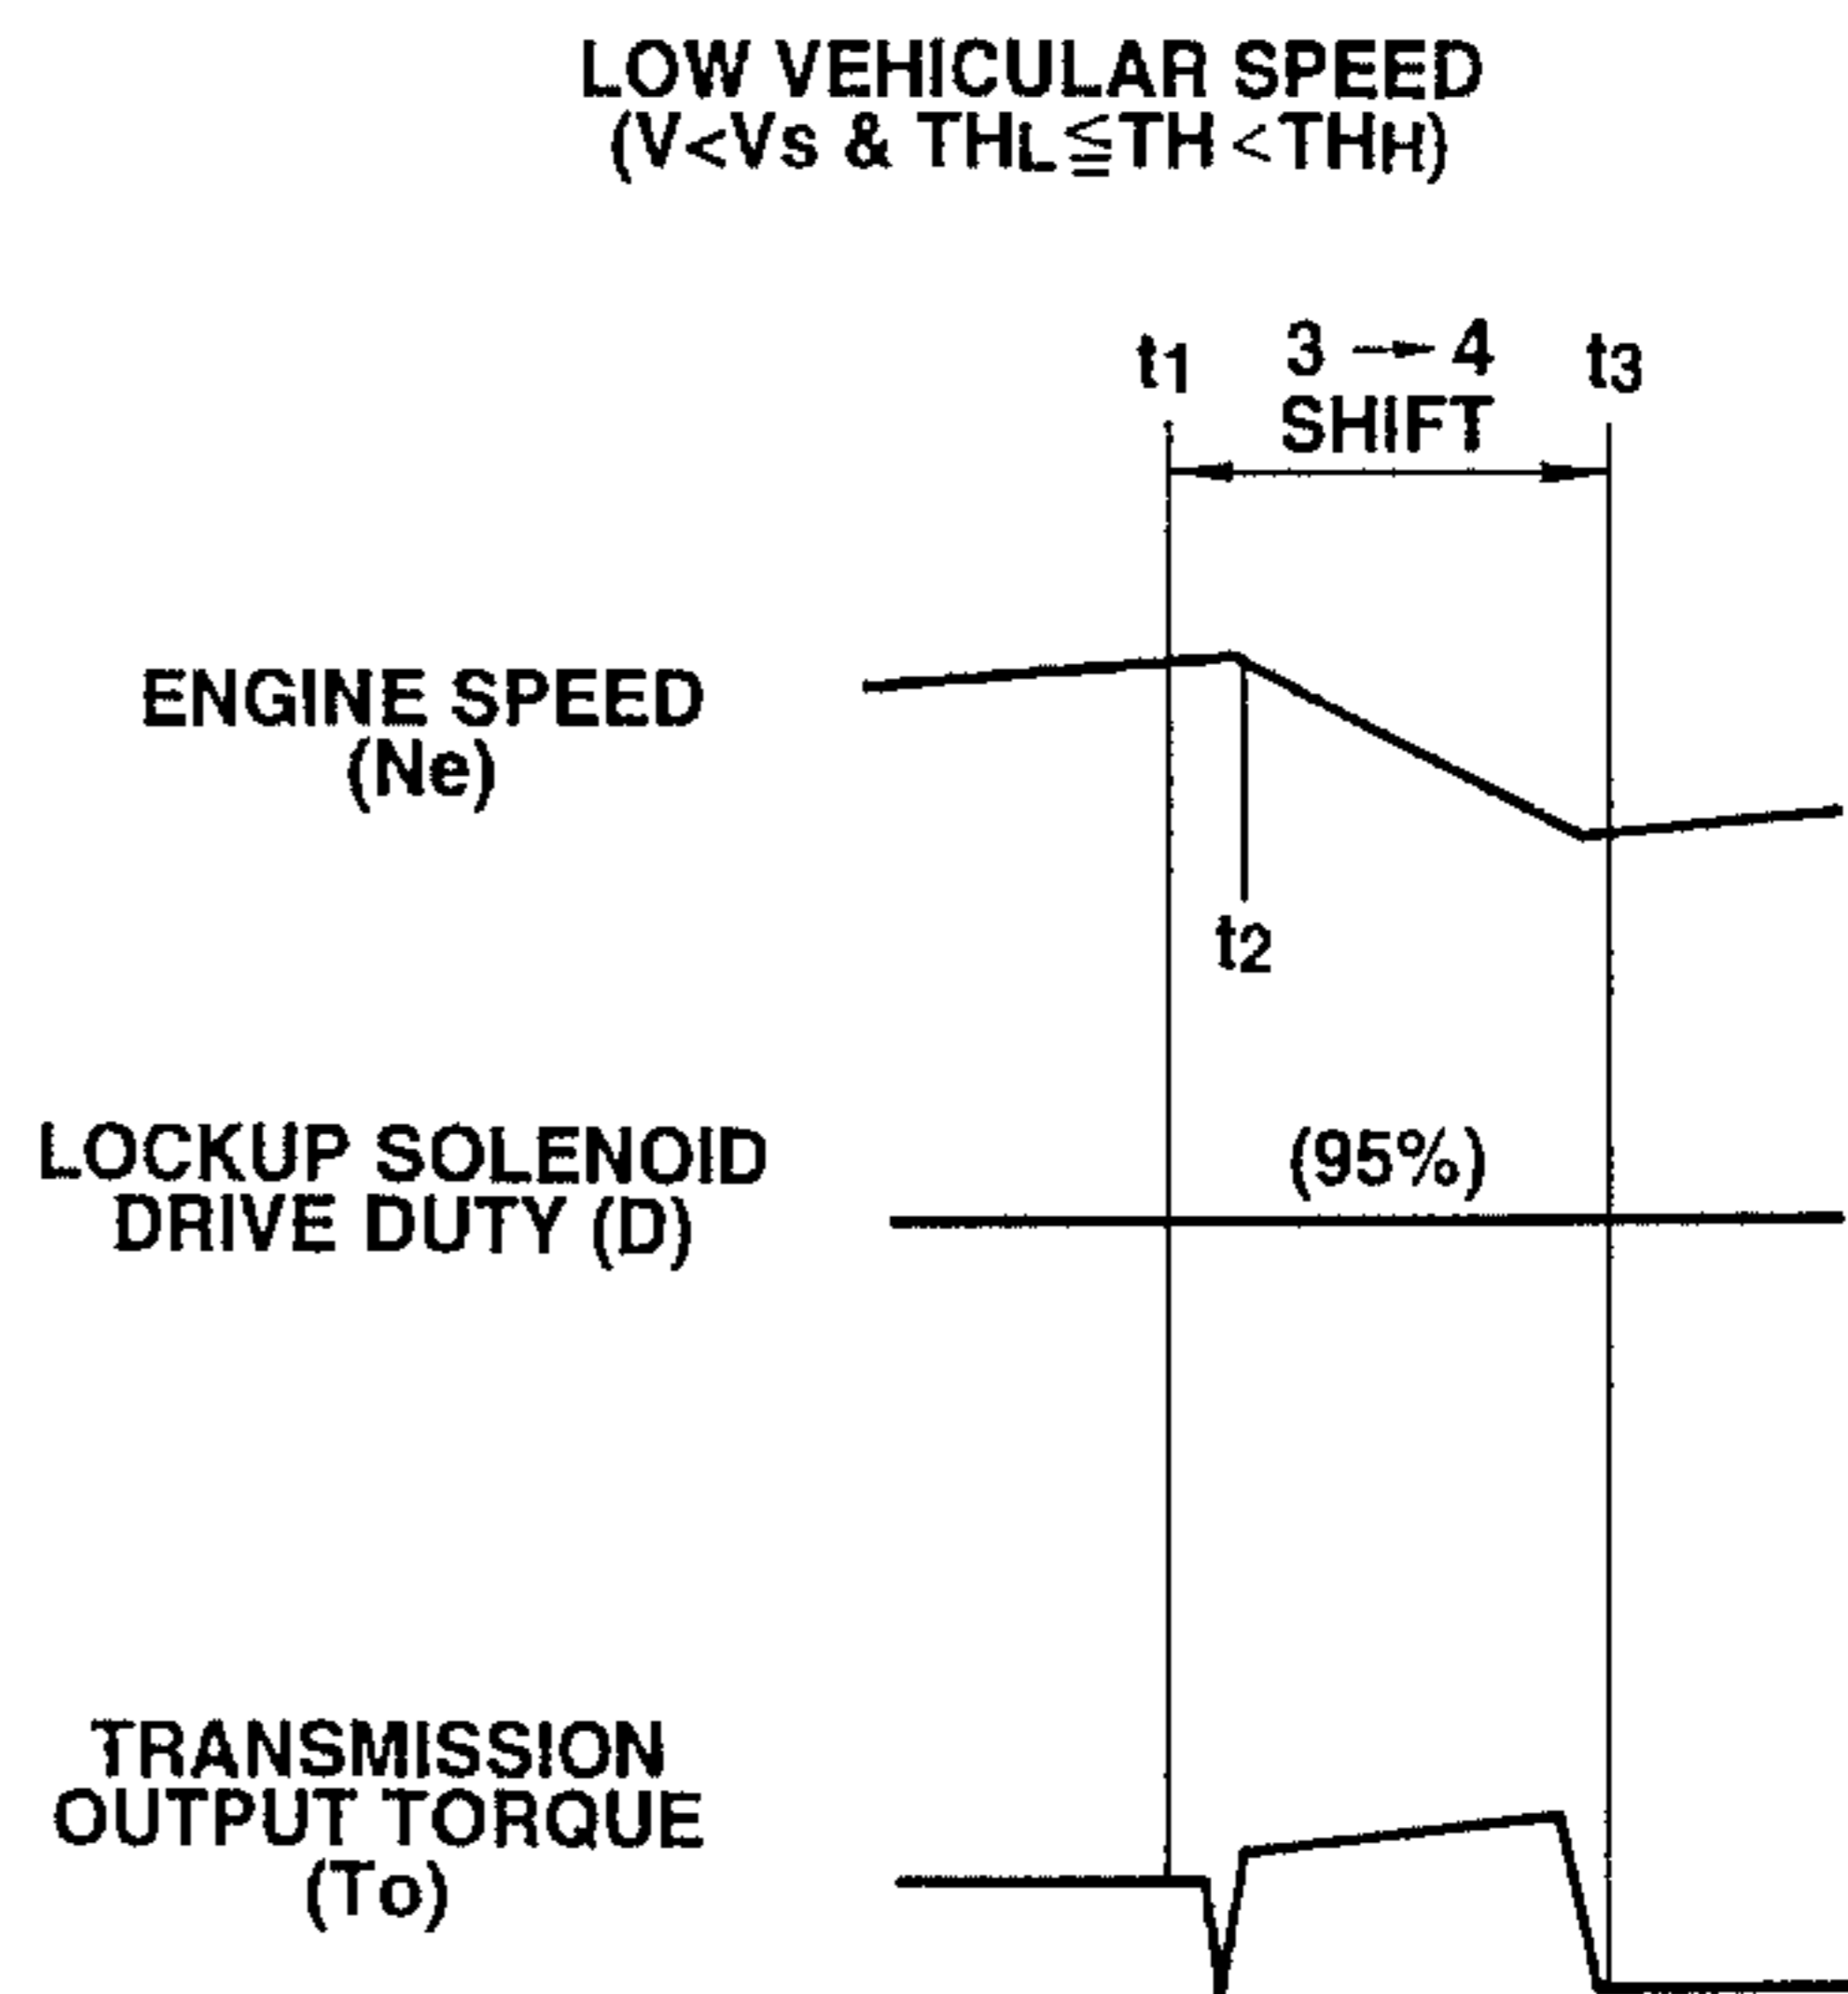 LOW VEHICULAR SPEED
(V<Vs & THL≦TH<THH)
t1
3 → 4
SHIFT
t3
ENGINE SPEED
(Ne)
t2
LOCKUP SOLENOID
DRIVE DUTY (D)
(95%)
TRANSMISSION
OUTPUT TORQUE
(To)